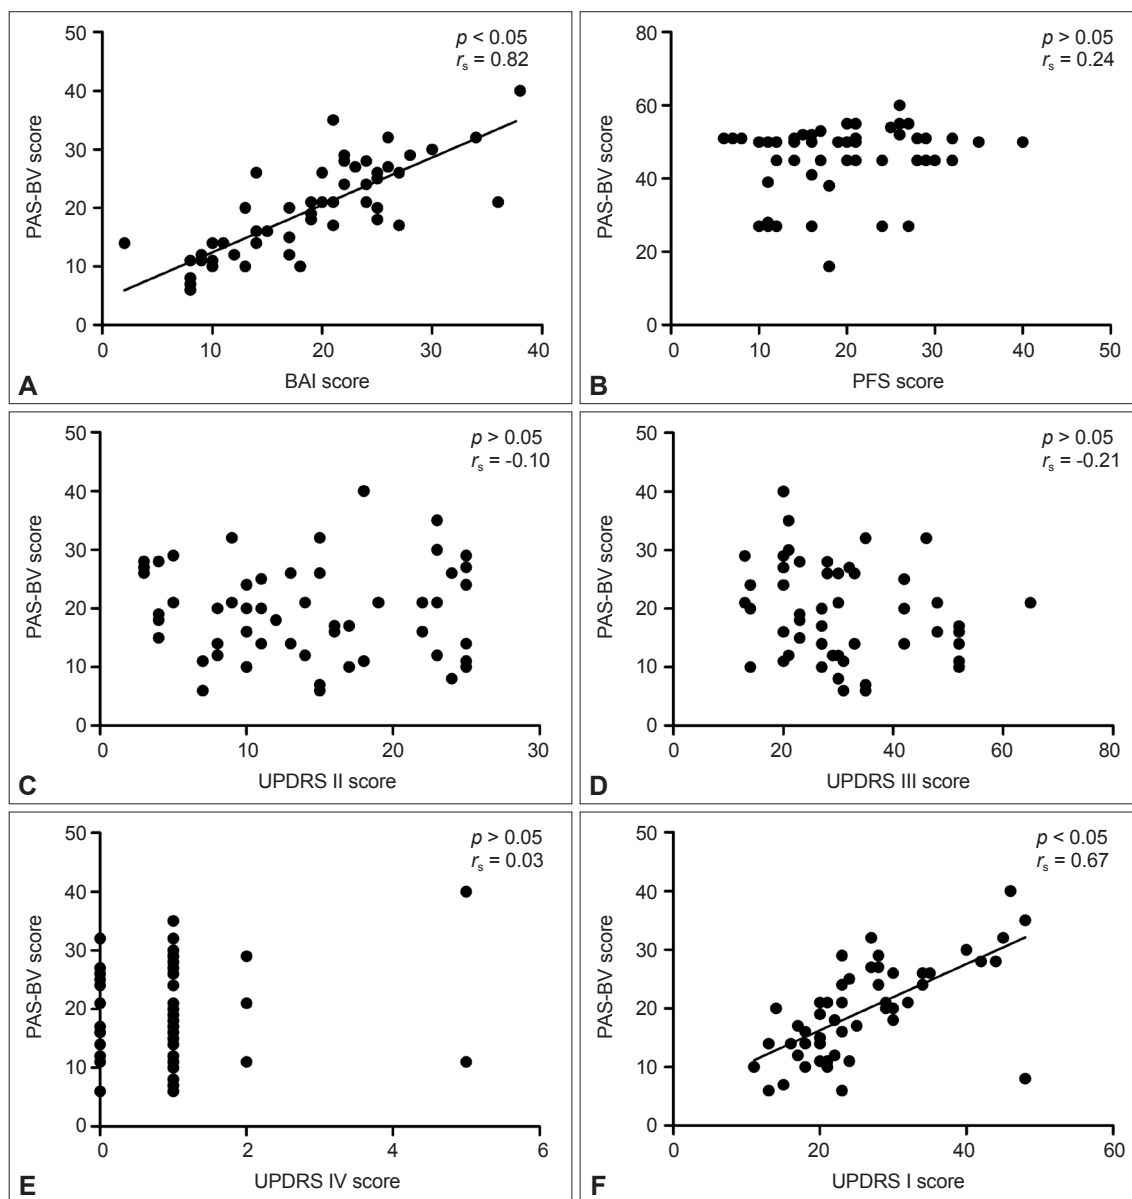 p < 0.05
rs = 0.82
50
40
30
20
10
0
PAS-BV score
0
10
20
30
40
BAI score
A
p > 0.05
rs = 0.24
80
60
40
20
0
PAS-BV score
0
10
20
30
40
50
PFS score
B
p > 0.05
rs = -0.10
50
40
30
20
10
0
PAS-BV score
0
10
20
30
UPDRS II score
C
p > 0.05
rs = -0.21
50
40
30
20
10
0
PAS-BV score
0
20
40
60
80
UPDRS III score
D
p > 0.05
rs = 0.03
50
40
30
20
10
0
PAS-BV score
0
2
4
6
UPDRS IV score
E
p < 0.05
rs = 0.67
50
40
30
20
10
0
PAS-BV score
0
20
40
60
UPDRS I score
F